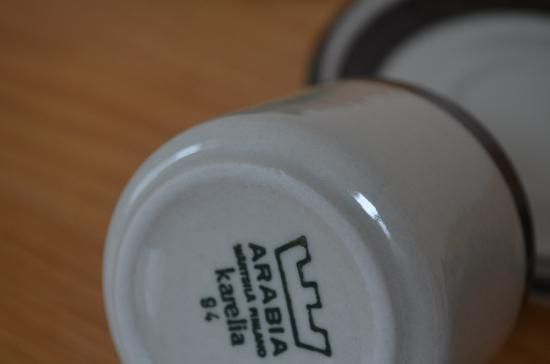 ARABIA
WÄRTSILÄ FINLAND
karelia
94